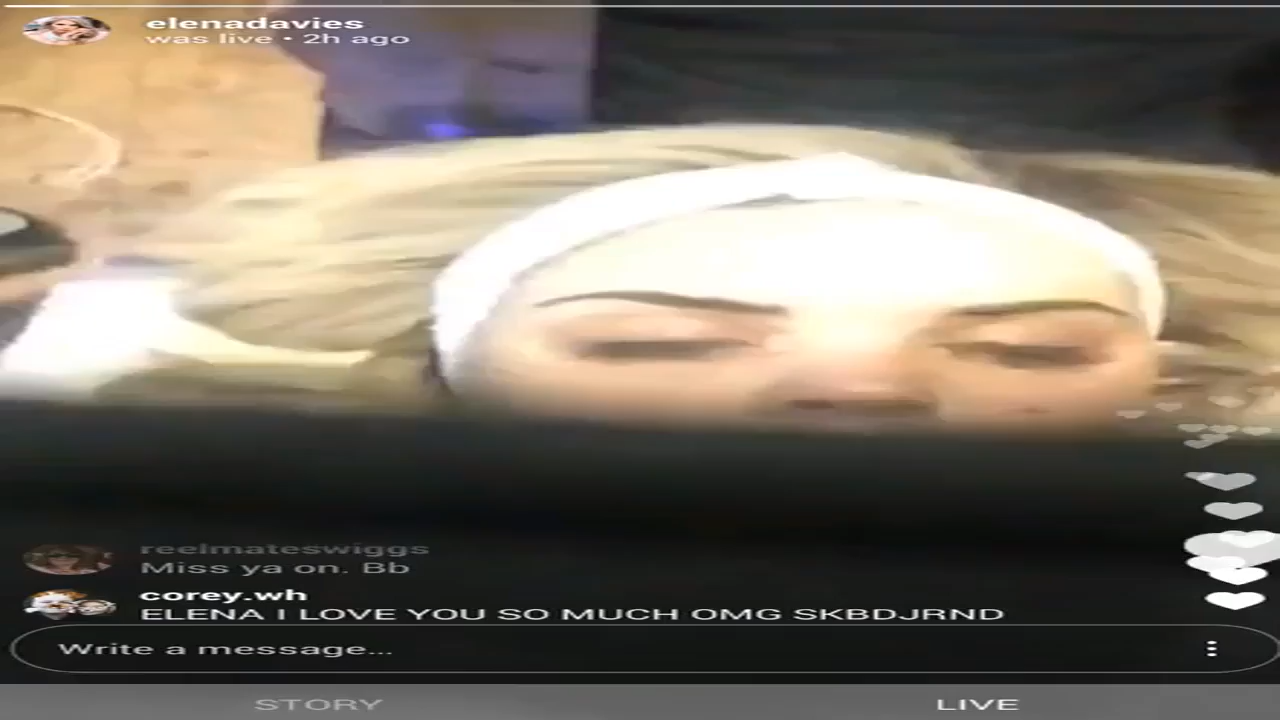 elenadavies
was live • 2h ago
reelmateswiggs
Miss ya on. Bb
corey.wh
ELENA I LOVE YOU SO MUCH OMG SKBDJRND
Write a message...
STORY
LIVE